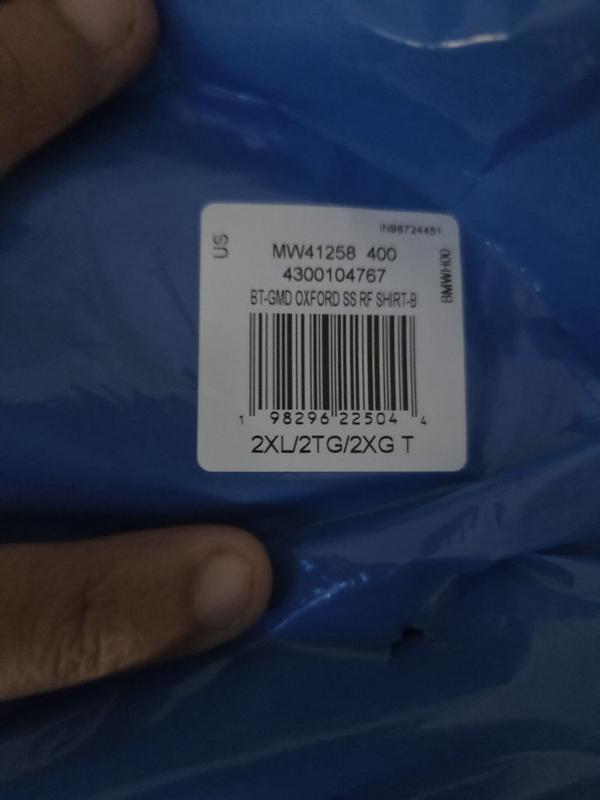 IN98724451
US
MW41258 400
4300104767
BMWH00
BT-GMD OXFORD SS RF SHIRT-B
1 98296 22504 4
2XL/2TG/2XG T